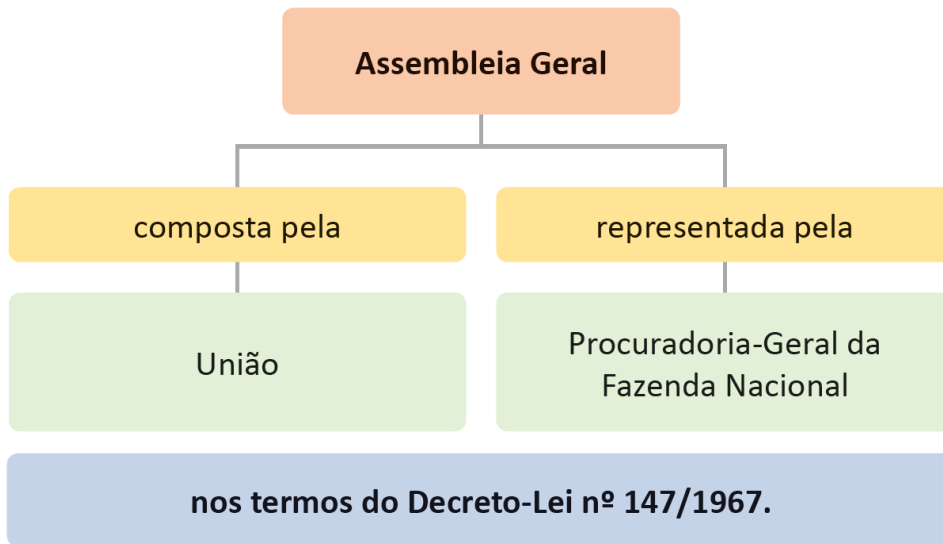 Assembleia Geral
composta pela
representada pela
União
Procuradoria-Geral da
Fazenda Nacional
nos termos do Decreto-Lei nº 147/1967.